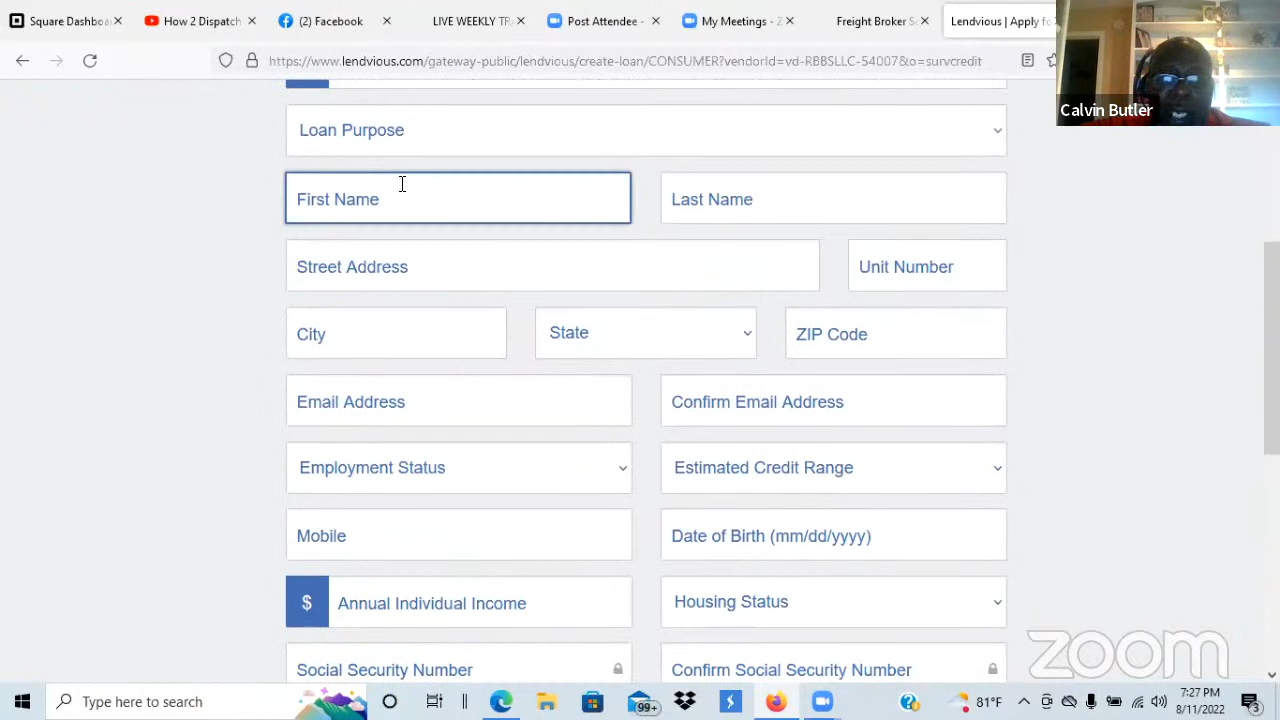 Square Dashboard
How 2 Dispatch
(2) Facebook
LIVE WEEKLY TR
Post Attendee -
My Meetings - Z
Freight Broker Sc
Lendvious | Apply fo
https://www.lendvious.com/gateway-public/lendvious/create-loan/CONSUMER?vendorId=vd-RBBSLLC-54007&o=survcredit
Calvin Butler
Loan Purpose
First Name
Last Name
Street Address
Unit Number
City
State
ZIP Code
Email Address
Confirm Email Address
Employment Status
Estimated Credit Range
Mobile
Date of Birth (mm/dd/yyyy)
$ Annual Individual Income
Housing Status
Social Security Number
Confirm Social Security Number
zoom
Type here to search
99+
81°F
7:27 PM
8/11/2022
3